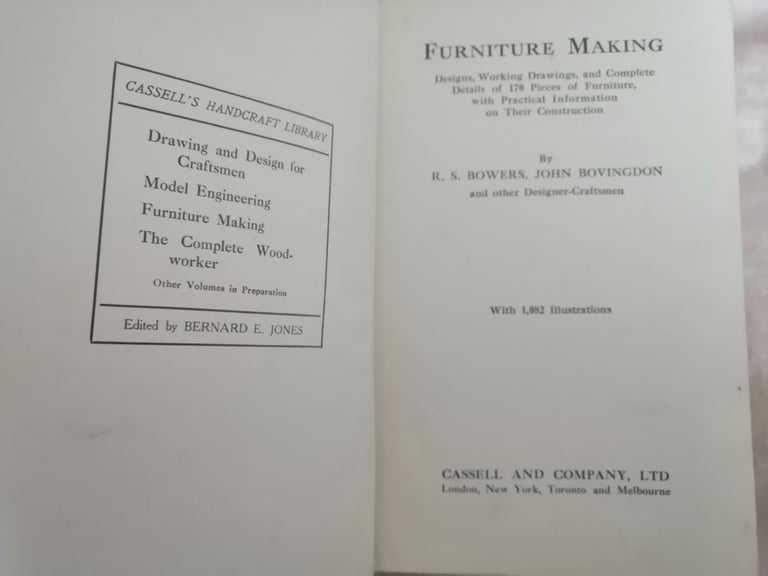 CASSELL'S HANDCRAFT LIBRARY
Drawing and Design for
Craftsmen
Model Engineering
Furniture Making
The Complete Wood-
worker
Other Volumes in Preparation
Edited by BERNARD E. JONES
FURNITURE MAKING
Designs, Working Drawings, and Complete
Details of 170 Pieces of Furniture,
with Practical Information
on Their Construction
By
R. S. BOWERS, JOHN BOVINGDON
and other Designer-Craftsmen
With 1,082 Illustrations
CASSELL AND COMPANY, LTD
London, New York, Toronto and Melbourne